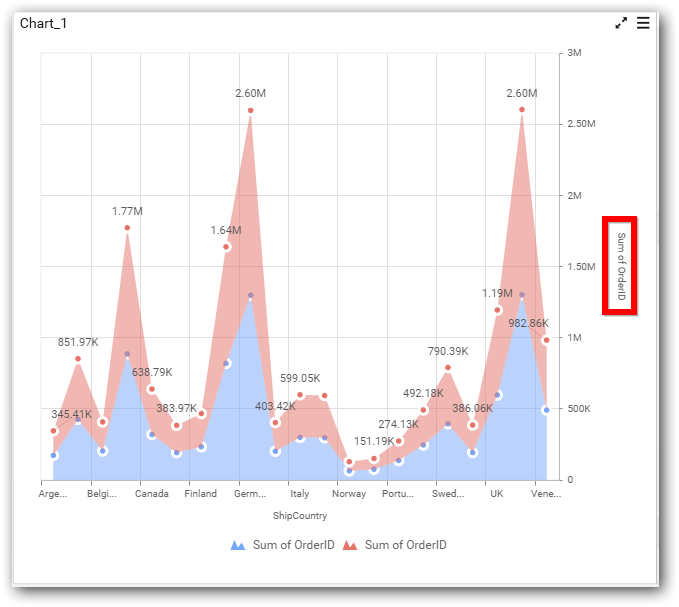 Chart_1
3M
2.60M
2.60M
2.50M
2M
1.77M
1.64M
Sum of OrderID
1.50M
1.19M
982.86K
1M
851.97K
790.39K
638.79K
599.05K
492.18K
345.41K
383.97K
403.42K
386.06K
500K
274.13K
151.19K
0
Arge... Belgi... Canada Finland Germ... Italy Norway Portu... Swed... UK Vene...
ShipCountry
Sum of OrderID Sum of OrderID